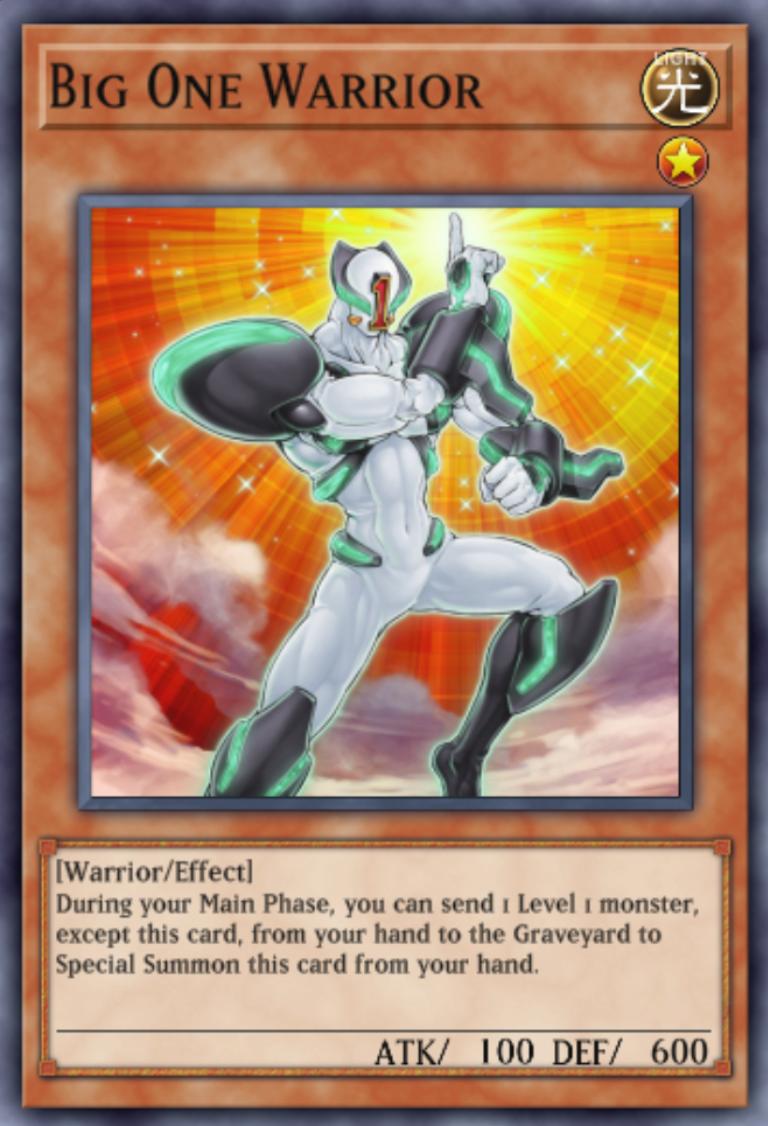 BIG ONE WARRIOR
LIGHT
光
1
[Warrior/Effect]
During your Main Phase, you can send 1 Level 1 monster,
except this card, from your hand to the Graveyard to
Special Summon this card from your hand.
ATK/ 100 DEF/ 600